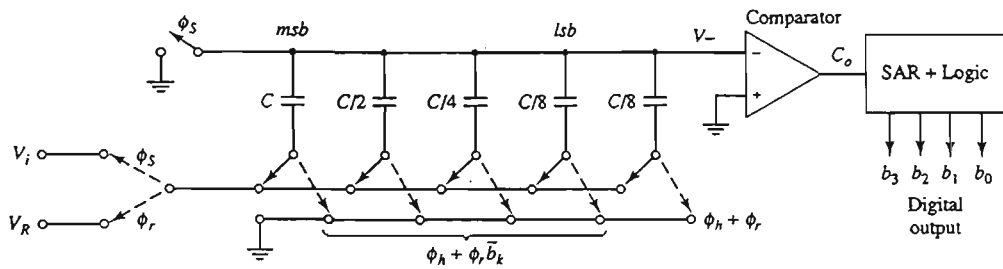 ϕ_S
msb
lsb
V−
Comparator
C_o
−
+
SAR + Logic
C
C/2
C/4
C/8
C/8
V_i
ϕ_S
V_R
ϕ_r
ϕ_h + ϕ_r
ϕ_h + ϕ_r b̄_k
b_3 b_2 b_1 b_0
Digital
output